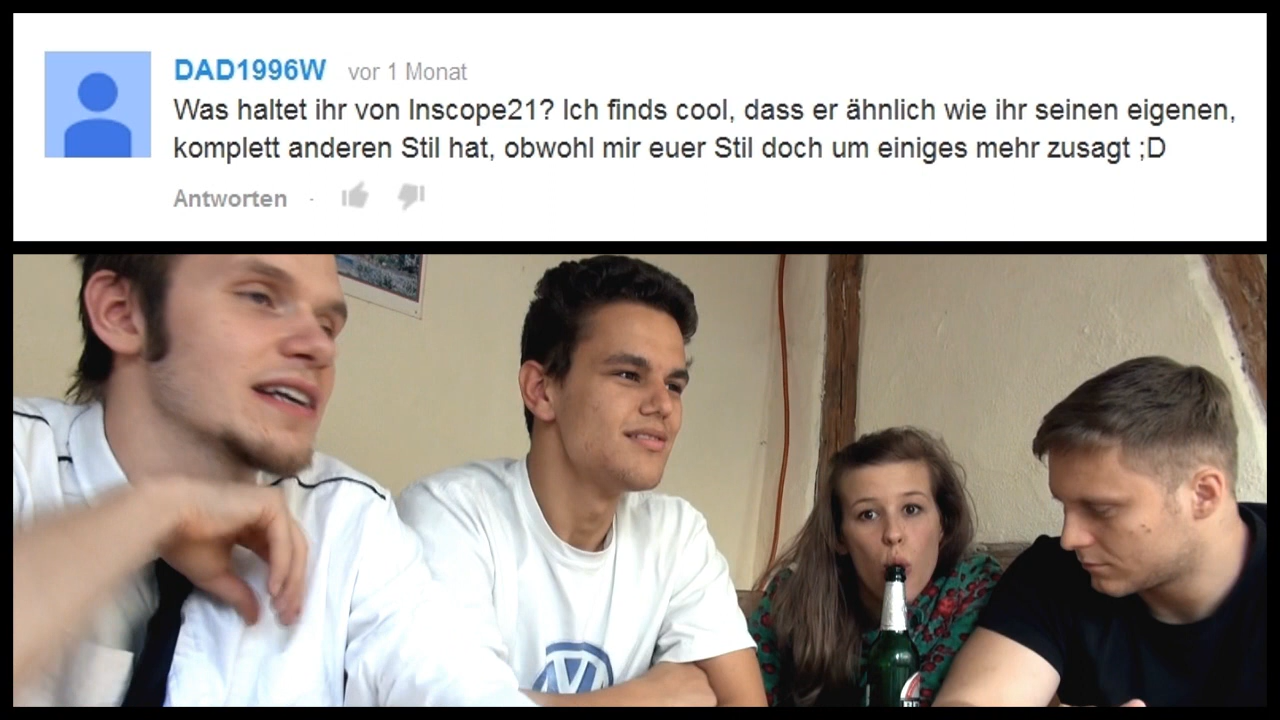 DAD1996W vor 1 Monat
Was haltet ihr von Inscope21? Ich finds cool, dass er ähnlich wie ihr seinen eigenen,
komplett anderen Stil hat, obwohl mir euer Stil doch um einiges mehr zusagt ;D
Antworten ·
VW